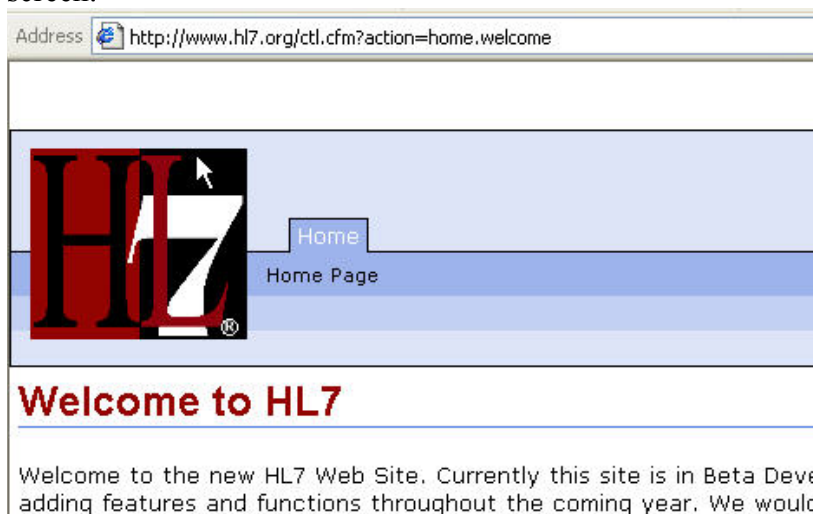 screen.
Address http://www.hl7.org/ctl.cfm?action=home.welcome
HL7®
Home
Home Page
Welcome to HL7
Welcome to the new HL7 Web Site. Currently this site is in Beta Deve
adding features and functions throughout the coming year. We would